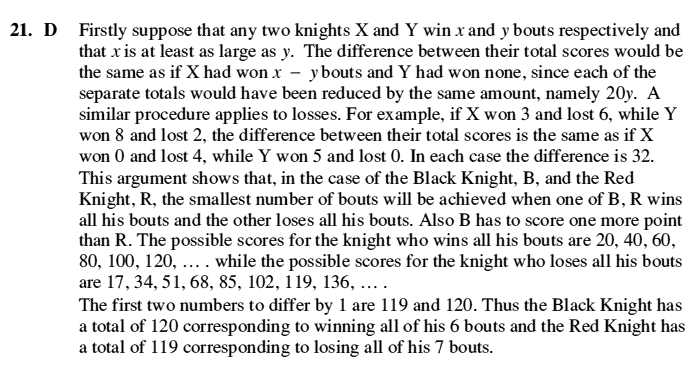 21. D Firstly suppose that any two knights X and Y win x and y bouts respectively and
that x is at least as large as y. The difference between their total scores would be
the same as if X had won x − y bouts and Y had won none, since each of the
separate totals would have been reduced by the same amount, namely 20y. A
similar procedure applies to losses. For example, if X won 3 and lost 6, while Y
won 8 and lost 2, the difference between their total scores is the same as if X
won 0 and lost 4, while Y won 5 and lost 0. In each case the difference is 32.
This argument shows that, in the case of the Black Knight, B, and the Red
Knight, R, the smallest number of bouts will be achieved when one of B, R wins
all his bouts and the other loses all his bouts. Also B has to score one more point
than R. The possible scores for the knight who wins all his bouts are 20, 40, 60,
80, 100, 120, … . while the possible scores for the knight who loses all his bouts
are 17, 34, 51, 68, 85, 102, 119, 136, … .
The first two numbers to differ by 1 are 119 and 120. Thus the Black Knight has
a total of 120 corresponding to winning all of his 6 bouts and the Red Knight has
a total of 119 corresponding to losing all of his 7 bouts.